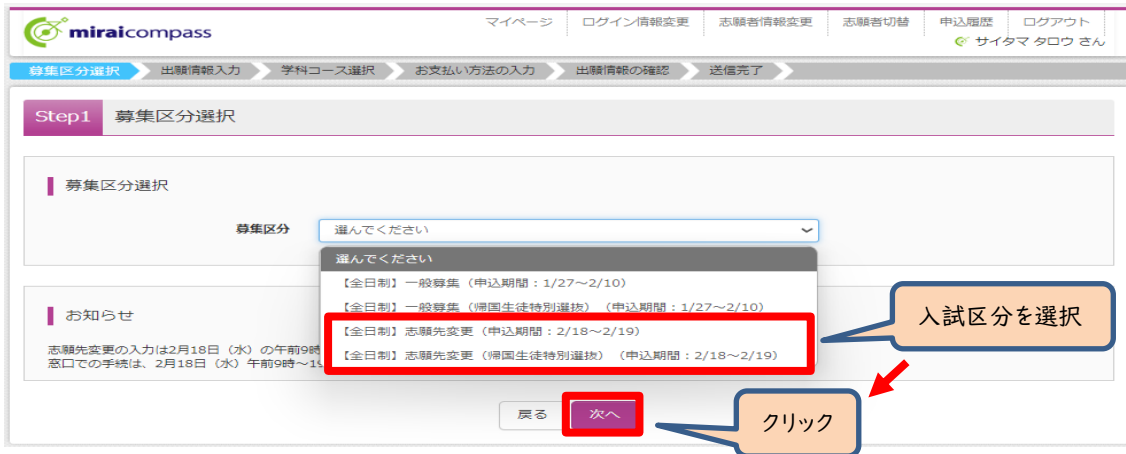 マイページ ログイン情報変更 志願者情報変更 志願者切替 申込履歴 ログアウト
miraicompass
サイタマ タロウ さん
募集区分選択 出願情報入力 学科コース選択 お支払い方法の入力 出願情報の確認 送信完了
Step1 募集区分選択
募集区分選択
募集区分 選んでください
選んでください
【全日制】一般募集（申込期間：1/27～2/10）
【全日制】一般募集（帰国生徒特別選抜）（申込期間：1/27～2/10）
【全日制】志願先変更（申込期間：2/18～2/19）
【全日制】志願先変更（帰国生徒特別選抜）（申込期間：2/18～2/19）
入試区分を選択
お知らせ
志願先変更の入力は2月18日（水）の午前9時
窓口での手続は、2月18日（水）午前9時～1
戻る 次へ
クリック